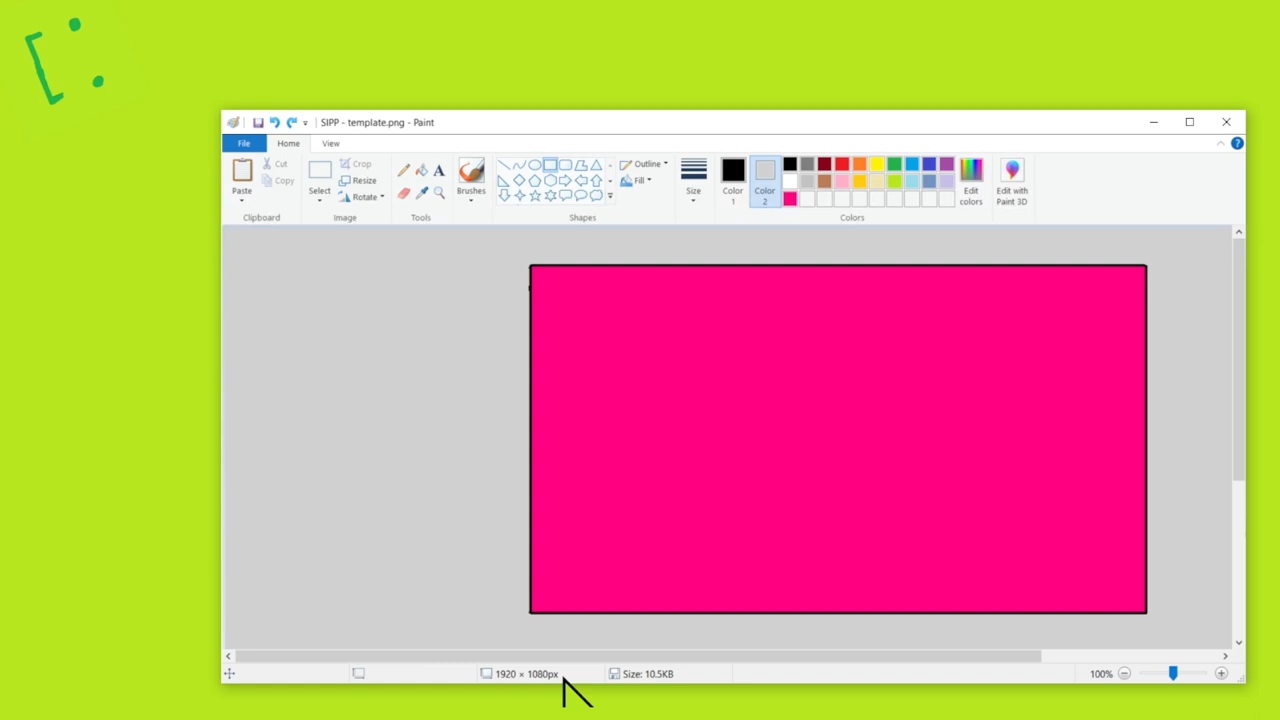 [:
SIPP - template.png - Paint
File Home View
Paste
Cut
Copy
Clipboard
Select
Crop
Resize
Rotate
Image
A
Tools
Brushes
Shapes
Outline
Fill
Size
Color
1
Color
2
Colors
Edit
colors
Edit with
Paint 3D
1920 × 1080px
Size: 10.5KB
100%